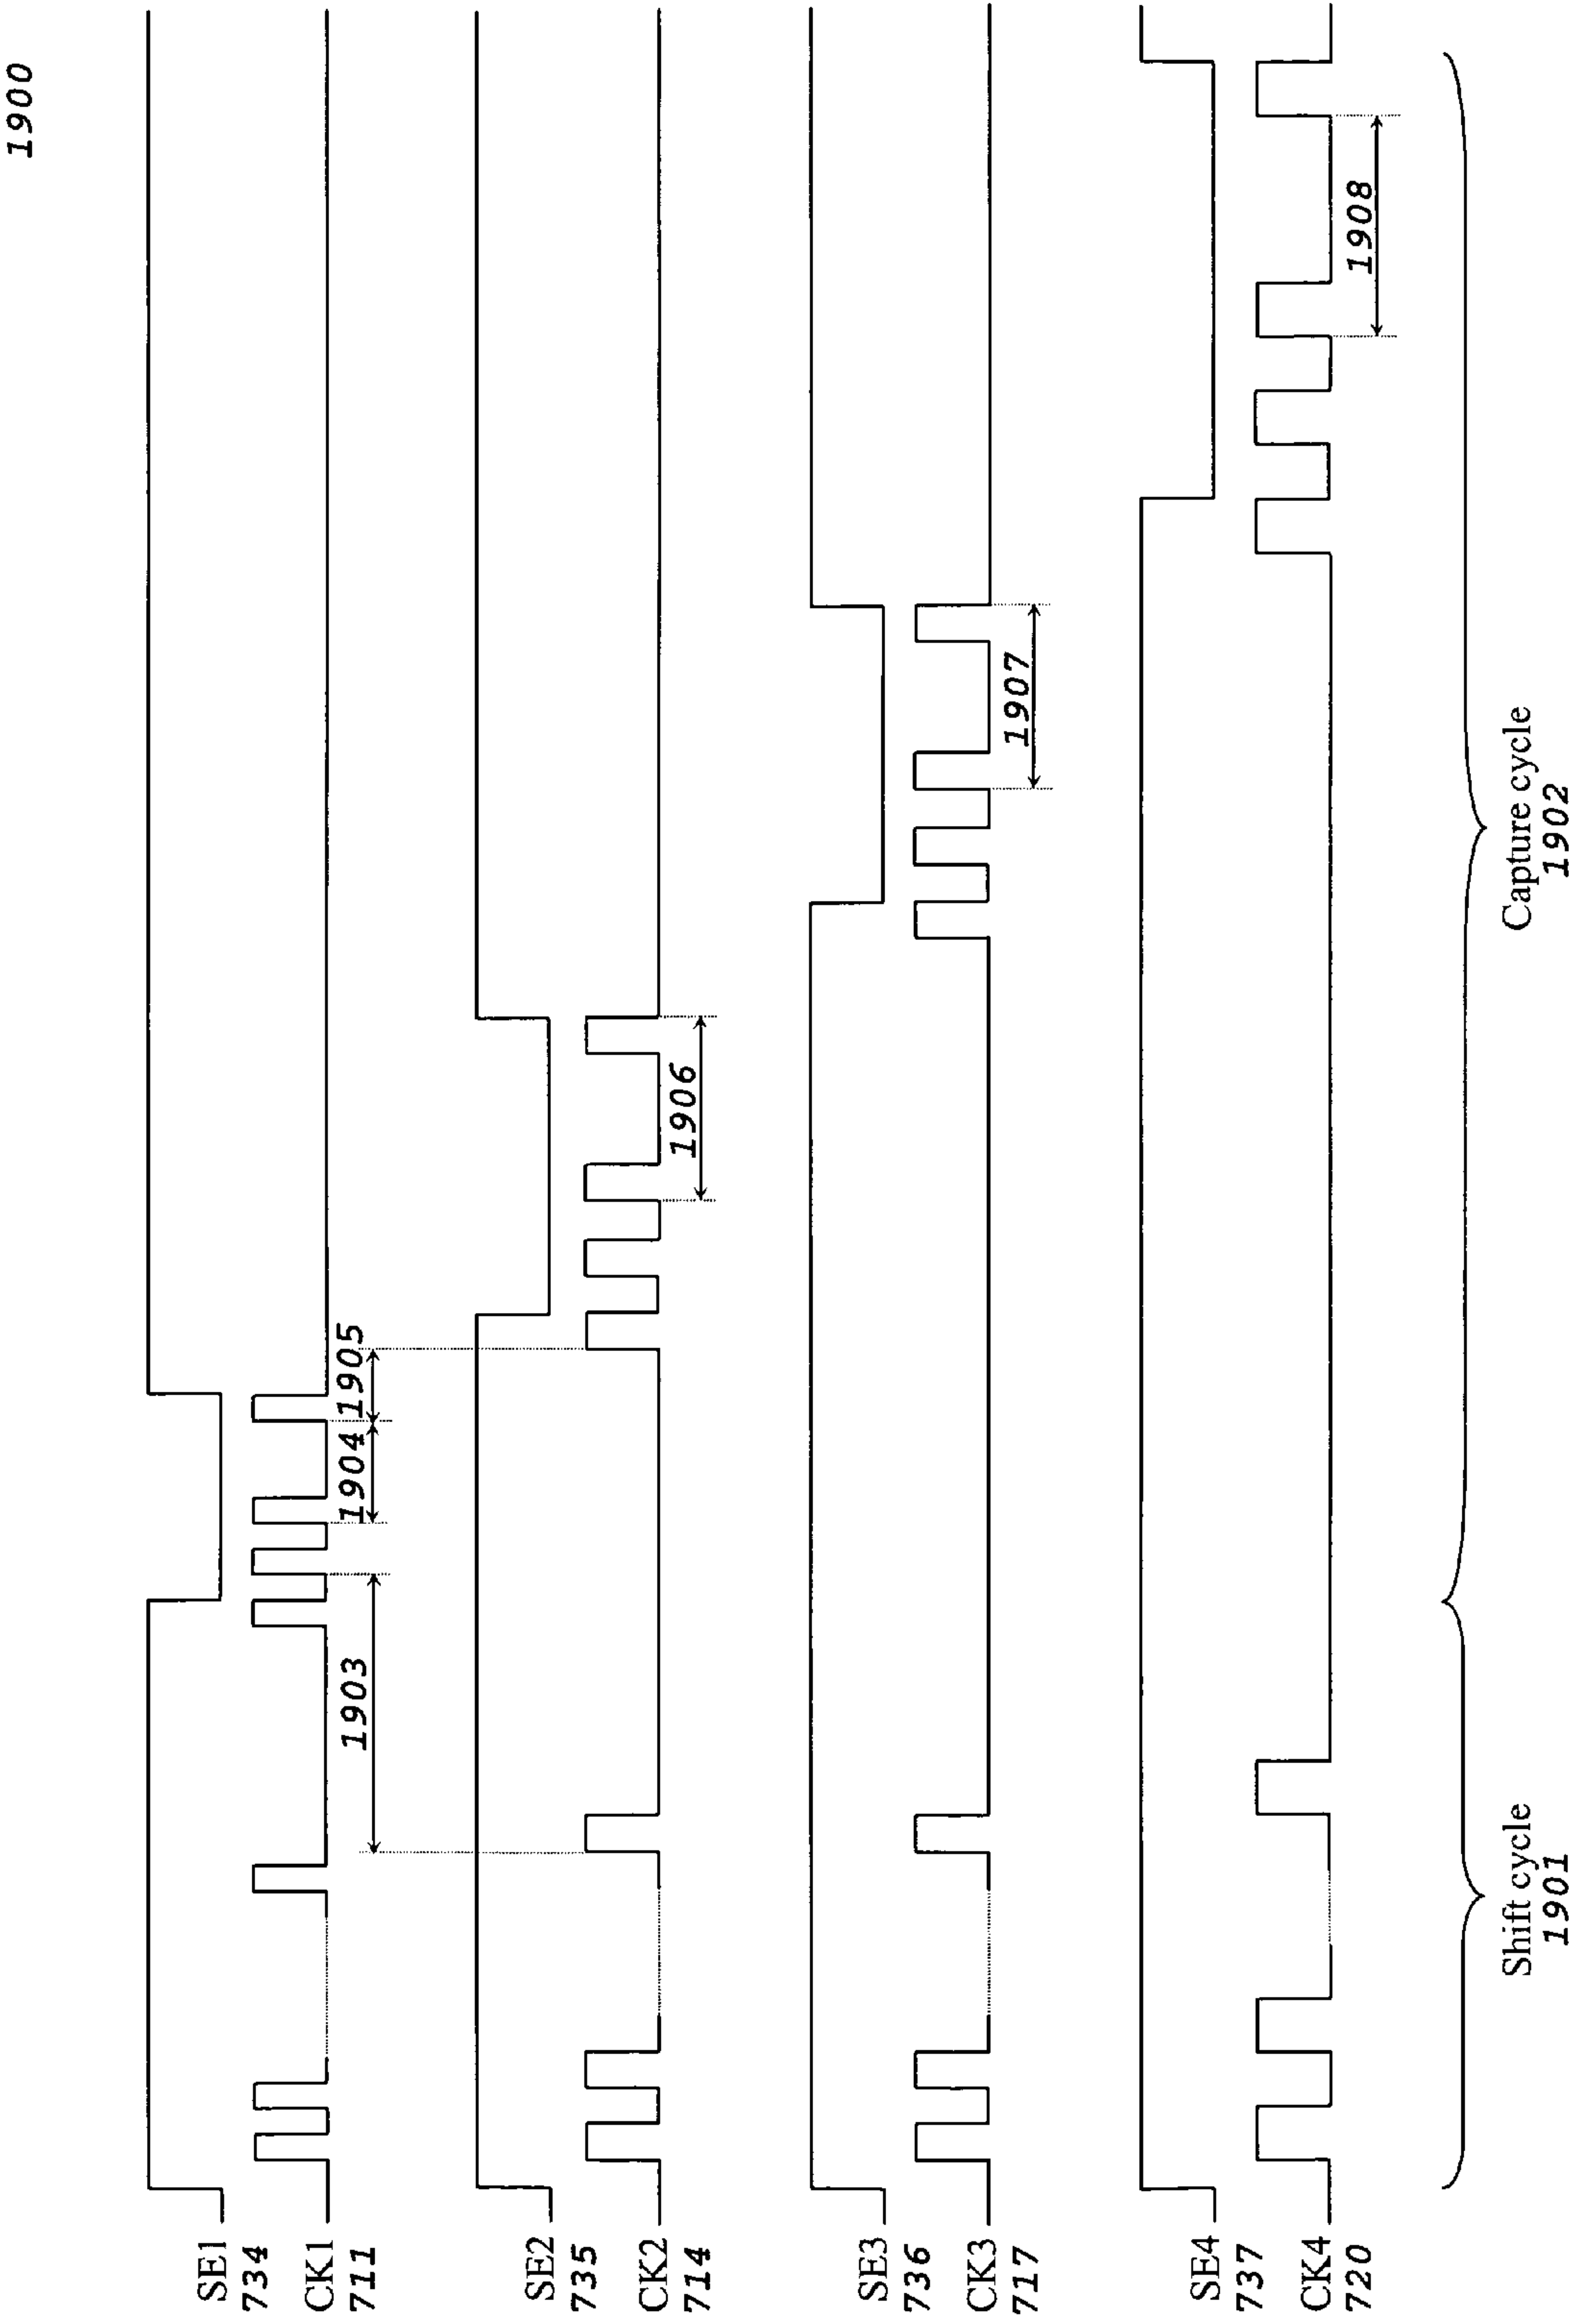 1900
SE1
734
CK1
711
1903
1904
1905
SE2
735
CK2
714
1906
SE3
736
CK3
717
1907
SE4
737
CK4
720
1908
Shift cycle
1901
Capture cycle
1902